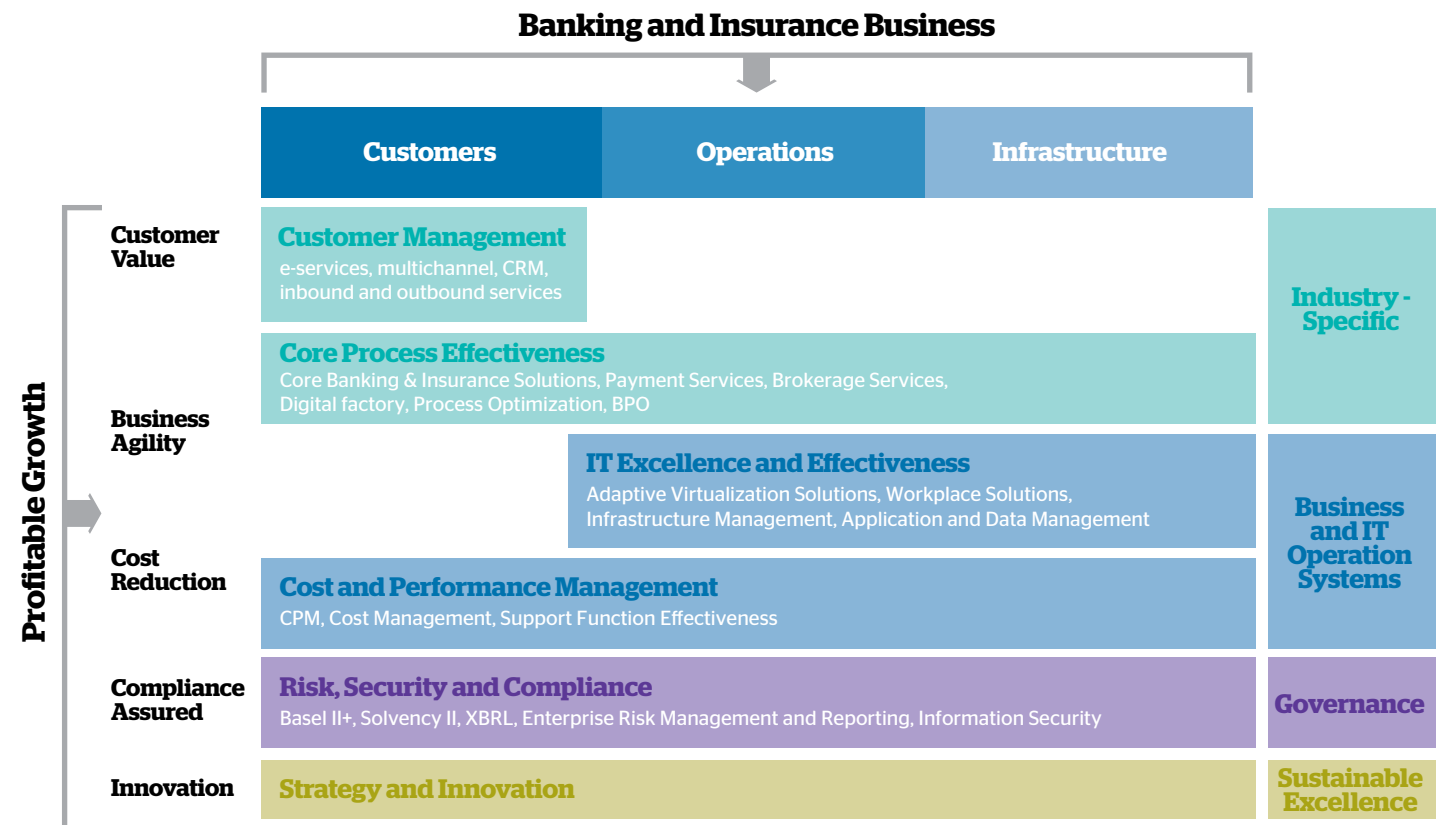 Banking and Insurance Business
Customers
Operations
Infrastructure
Profitable Growth
Customer
Value
Customer Management
e-services, multichannel, CRM,
inbound and outbound services
Industry -
Specific
Core Process Effectiveness
Core Banking & Insurance Solutions, Payment Services, Brokerage Services,
Digital factory, Process Optimization, BPO
Business
Agility
IT Excellence and Effectiveness
Adaptive Virtualization Solutions, Workplace Solutions,
Infrastructure Management, Application and Data Management
Business
and IT
Operation
Systems
Cost
Reduction
Cost and Performance Management
CPM, Cost Management, Support Function Effectiveness
Compliance
Assured
Risk, Security and Compliance
Basel II+, Solvency II, XBRL, Enterprise Risk Management and Reporting, Information Security
Governance
Innovation
Strategy and Innovation
Sustainable
Excellence